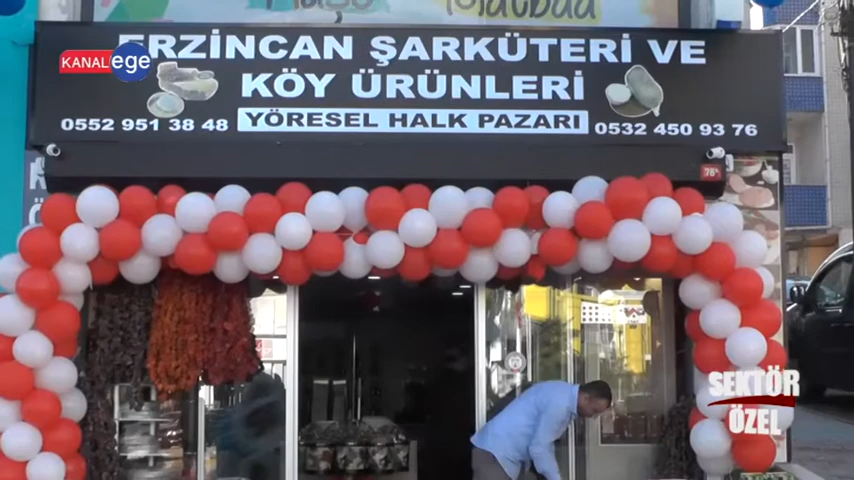 KANAL ege
ERZİNCAN ŞARKÜTERİ VE
KÖY ÜRÜNLERİ
0552 951 38 48
YÖRESEL HALK PAZARI
0532 450 93 76
SEKTÖR
ÖZEL